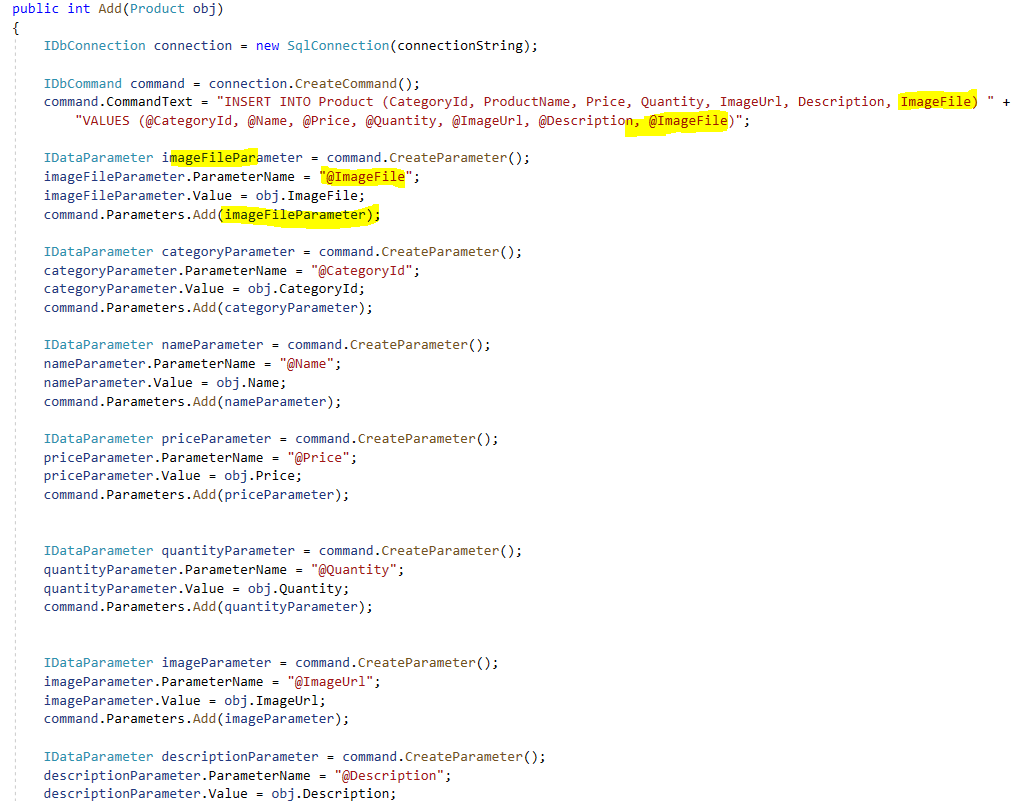 public int Add(Product obj)
{
IDbConnection connection = new SqlConnection(connectionString);
IDbCommand command = connection.CreateCommand();
command.CommandText = "INSERT INTO Product (CategoryId, ProductName, Price, Quantity, ImageUrl, Description, ImageFile) " +
"VALUES (@CategoryId, @Name, @Price, @Quantity, @ImageUrl, @Description, @ImageFile)";
IDataParameter imageFileParameter = command.CreateParameter();
imageFileParameter.ParameterName = "@ImageFile";
imageFileParameter.Value = obj.ImageFile;
command.Parameters.Add(imageFileParameter);
IDataParameter categoryParameter = command.CreateParameter();
categoryParameter.ParameterName = "@CategoryId";
categoryParameter.Value = obj.CategoryId;
command.Parameters.Add(categoryParameter);
IDataParameter nameParameter = command.CreateParameter();
nameParameter.ParameterName = "@Name";
nameParameter.Value = obj.Name;
command.Parameters.Add(nameParameter);
IDataParameter priceParameter = command.CreateParameter();
priceParameter.ParameterName = "@Price";
priceParameter.Value = obj.Price;
command.Parameters.Add(priceParameter);
IDataParameter quantityParameter = command.CreateParameter();
quantityParameter.ParameterName = "@Quantity";
quantityParameter.Value = obj.Quantity;
command.Parameters.Add(quantityParameter);
IDataParameter imageParameter = command.CreateParameter();
imageParameter.ParameterName = "@ImageUrl";
imageParameter.Value = obj.ImageUrl;
command.Parameters.Add(imageParameter);
IDataParameter descriptionParameter = command.CreateParameter();
descriptionParameter.ParameterName = "@Description";
descriptionParameter.Value = obj.Description;